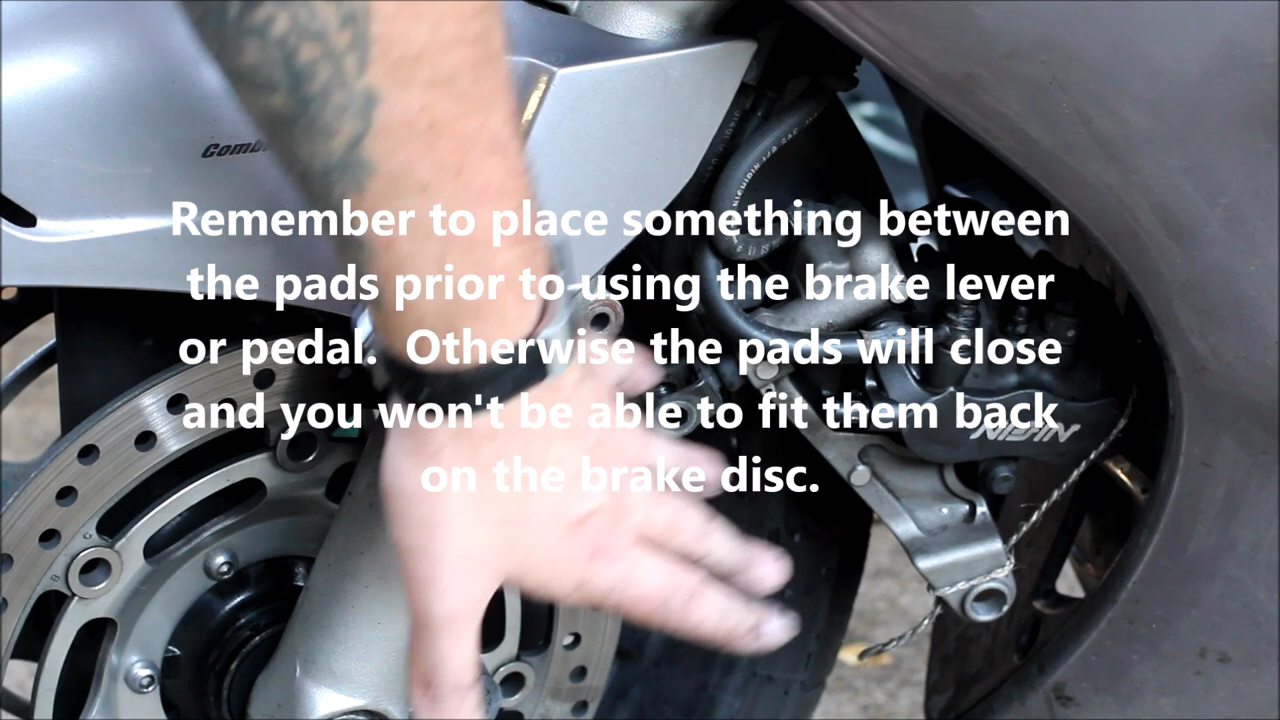 Comb
Remember to place something between
the pads prior to using the brake lever
or pedal.  Otherwise the pads will close
and you won't be able to fit them back
on the brake disc.
NISSIN